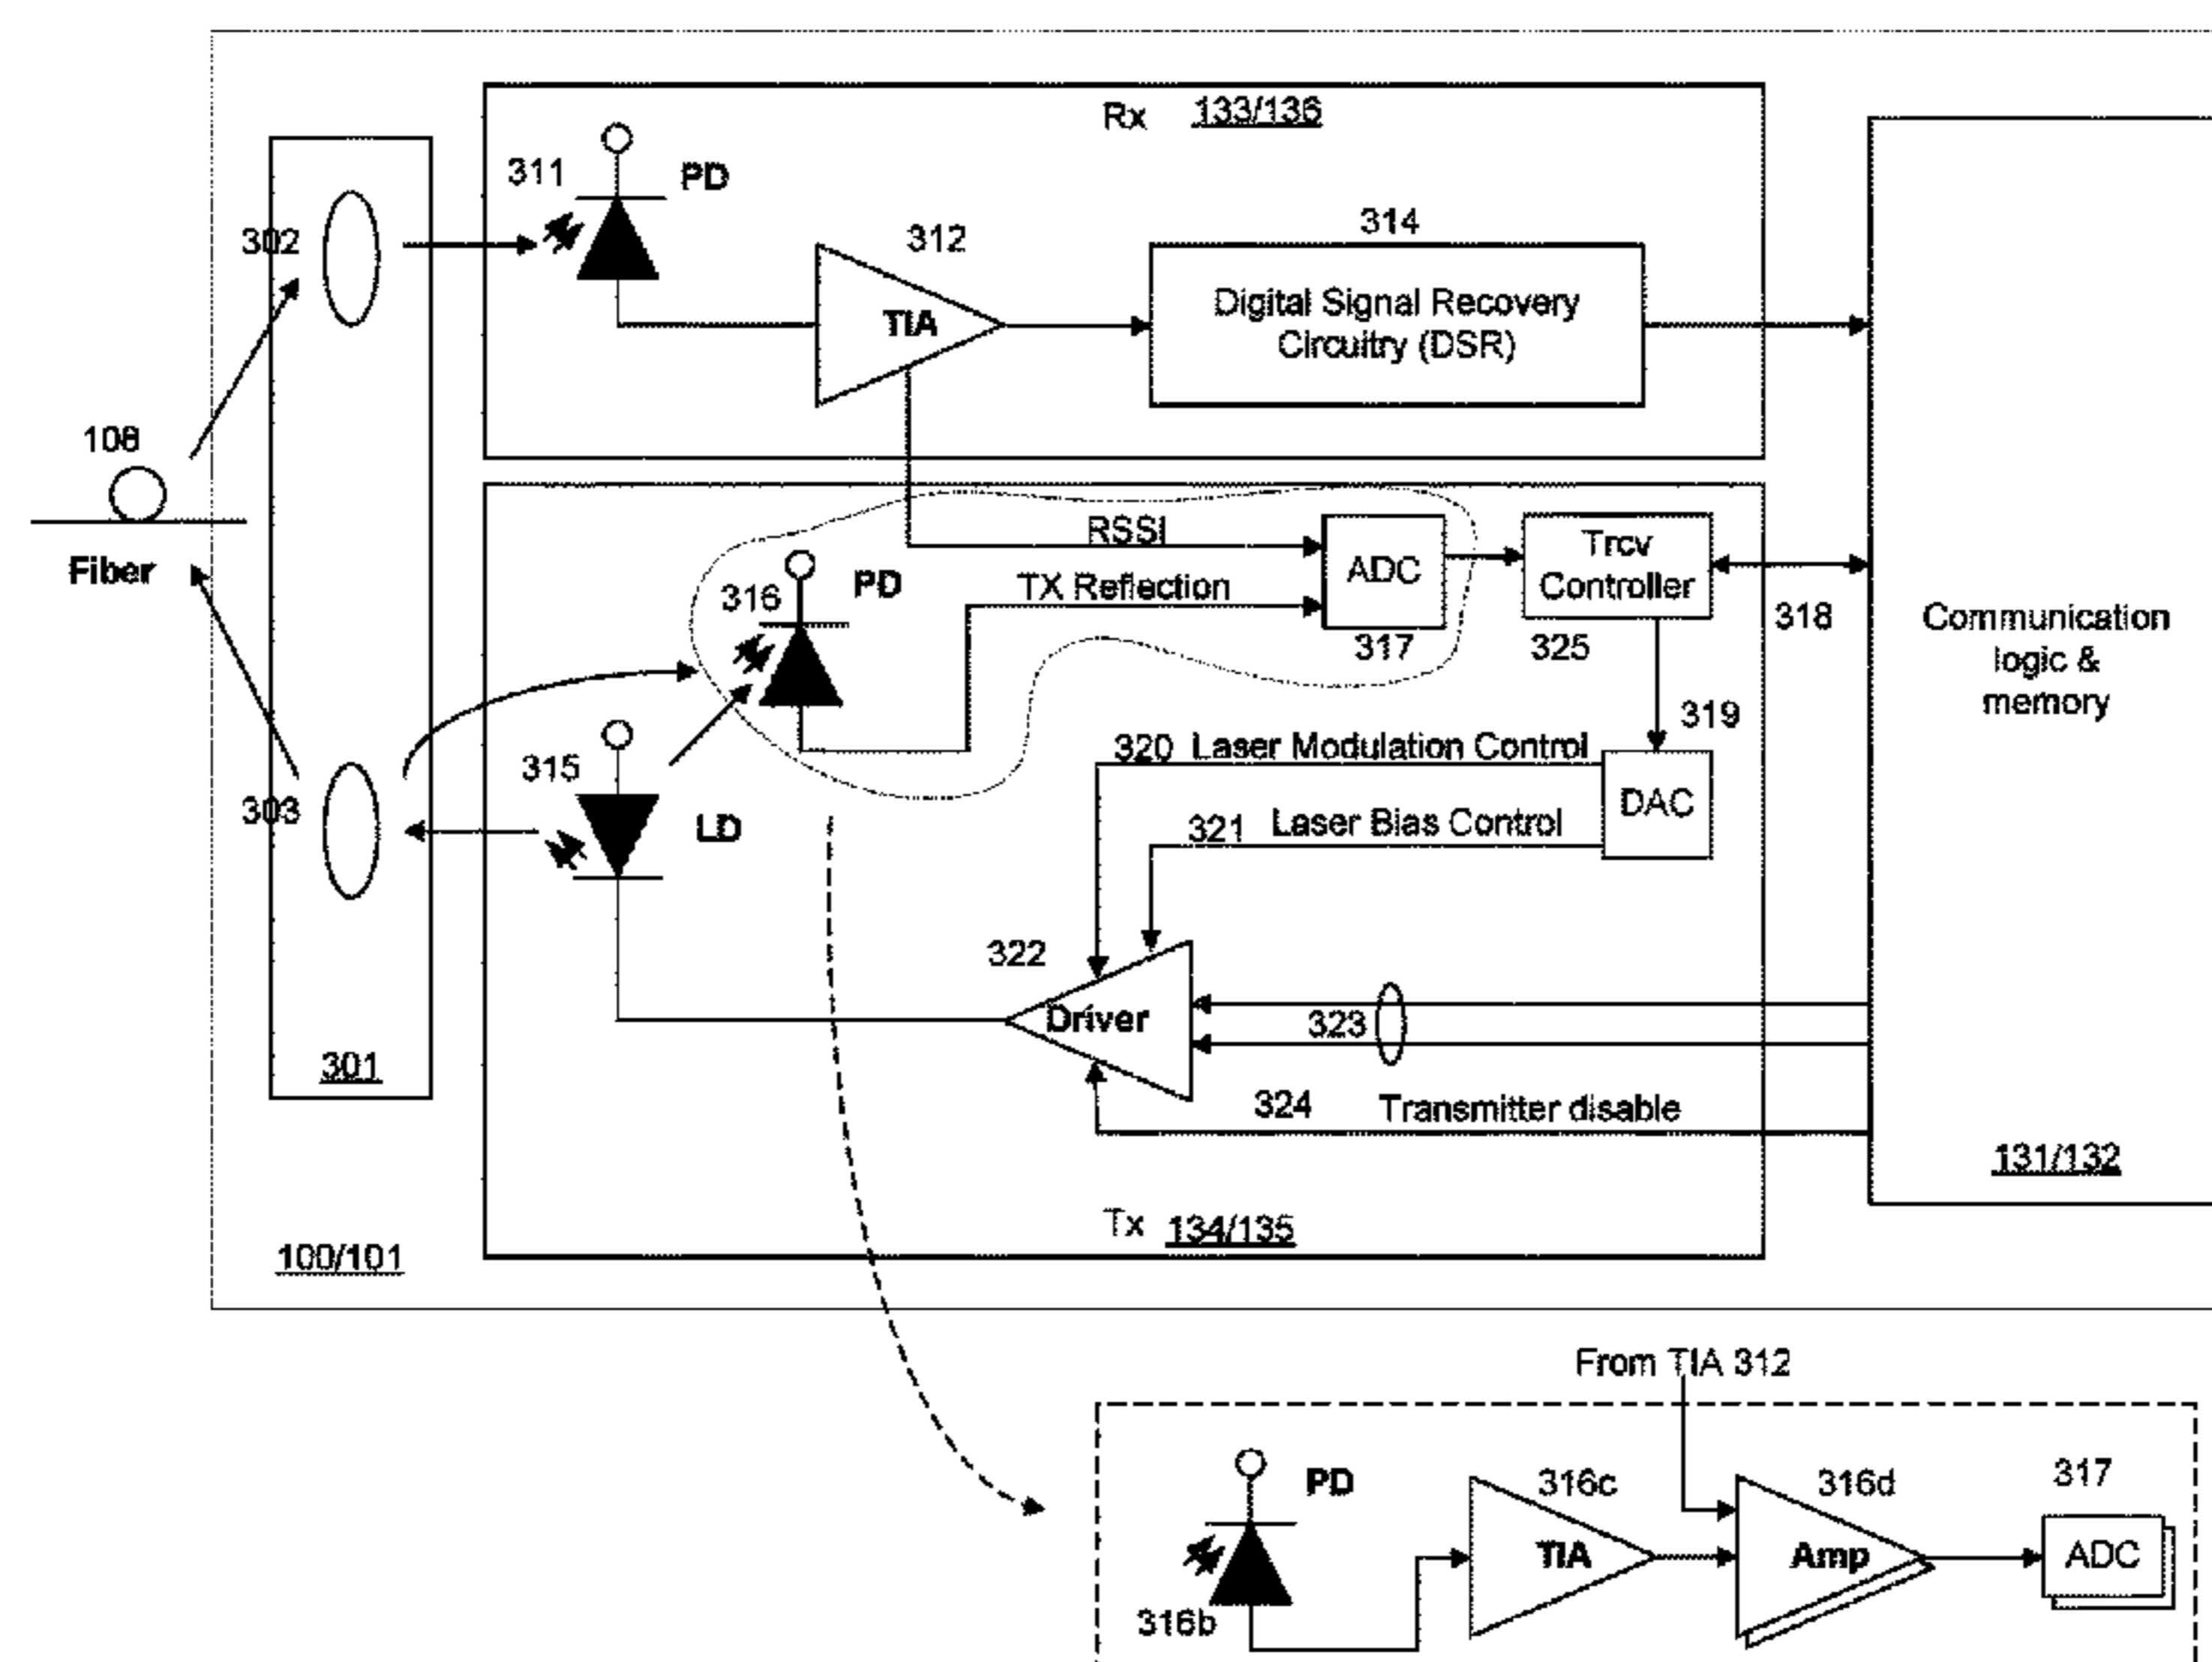 Rx 133/136
311
PD
302
312
314
TIA
Digital Signal Recovery
Circuitry (DSR)
108
Fiber
RSSI
TX Reflection
316
PD
ADC
317
Trcv
Controller
325
318
Communication
logic &
memory
319
315
320 Laser Modulation Control
303
LD
321 Laser Bias Control
DAC
322
Driver
323
301
324 Transmitter disable
131/132
Tx 134/135
100/101
From TIA 312
PD
316c
316d
317
TIA
Amp
ADC
316b